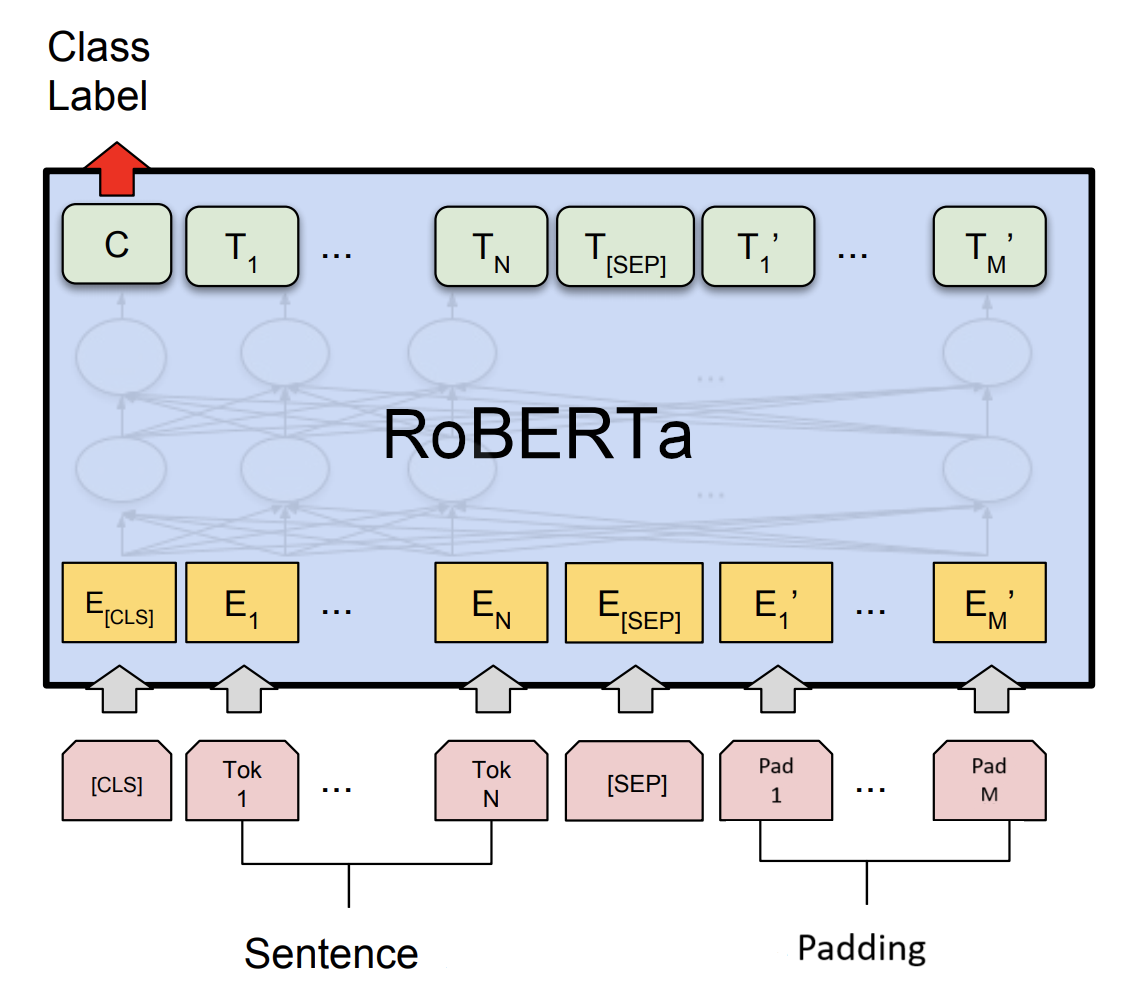 Class
Label
C T1 ... TN T[SEP] T1’ ... TM’
...
RoBERTa
...
E[CLS] E1 ... EN E[SEP] E1’ ... EM’
[CLS] Tok 1 ... Tok N [SEP] Pad 1 ... Pad M
Sentence Padding